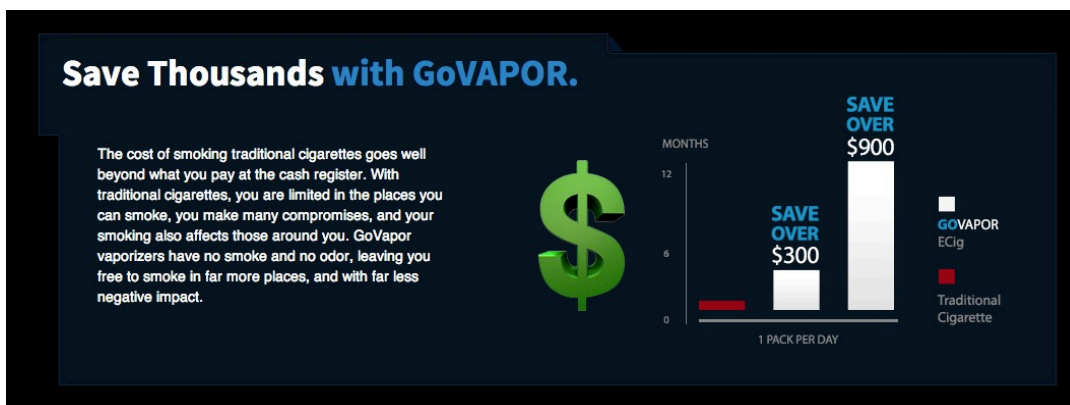 Save Thousands with GoVAPOR.
The cost of smoking traditional cigarettes goes well
beyond what you pay at the cash register. With
traditional cigarettes, you are limited in the places you
can smoke, you make many compromises, and your
smoking also affects those around you. GoVapor
vaporizers have no smoke and no odor, leaving you
free to smoke in far more places, and with far less
negative impact.
$
MONTHS
12
6
0
SAVE
OVER
$300
SAVE
OVER
$900
1 PACK PER DAY
GOVAPOR
ECig
Traditional
Cigarette